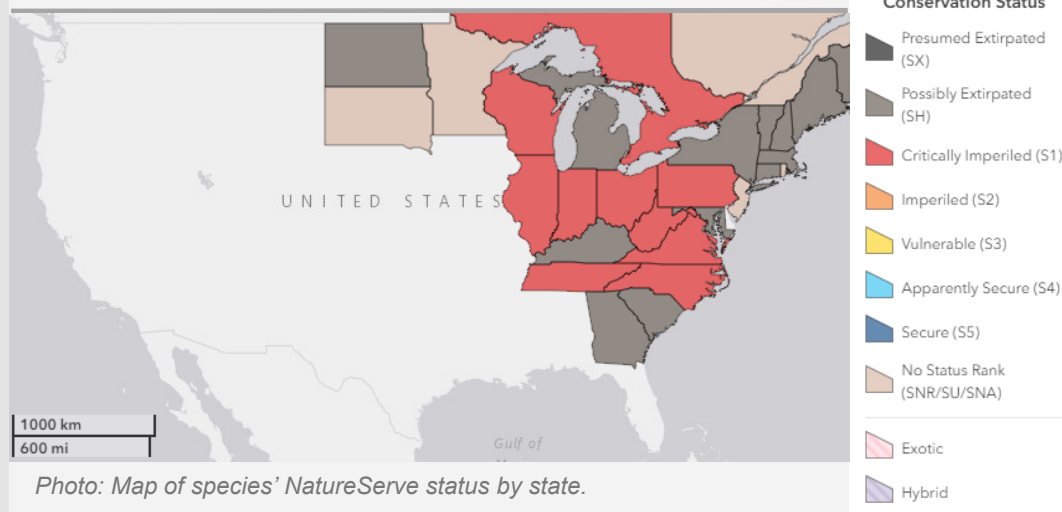 Conservation Status
Presumed Extirpated
(SX)
Possibly Extirpated
(SH)
Critically Imperiled (S1)
Imperiled (S2)
Vulnerable (S3)
Apparently Secure (S4)
Secure (S5)
No Status Rank
(SNR/SU/SNA)
Exotic
Hybrid
UNITED STATES
1000 km
600 mi
Gulf of
Photo: Map of species' NatureServe status by state.